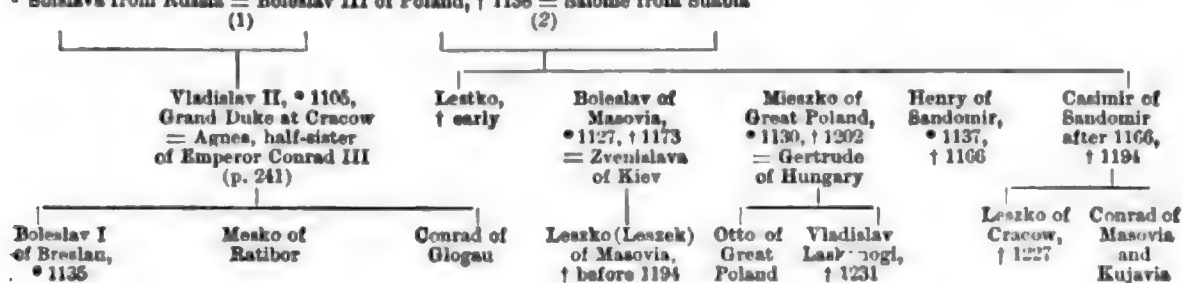 Boleslav III of Poland, † 1138 = Salome from Suabia
(1)
(2)
Vladislav II, * 1105,
Grand Duke at Cracow
= Agnes, half-sister
of Emperor Conrad III
(p. 241)
Lestko,
† early
Boleslav of
Masovia,
* 1127, † 1173
= Zvenislava
of Kiev
Mieszko of
Great Poland,
* 1130, † 1202
= Gertrude
of Hungary
Henry of
Sandomir,
* 1137,
† 1166
Casimir of
Sandomir
after 1166,
† 1194
Boleslav I
of Breslau,
* 1135
Mesko of
Ratibor
Conrad of
Glogau
Leszko (Leszek)
of Masovia,
† before 1194
Otto of
Great
Poland
Vladislav
† 1231
Leszko of
Cracow,
† 1227
Conrad of
Masovia
and
Kujavia